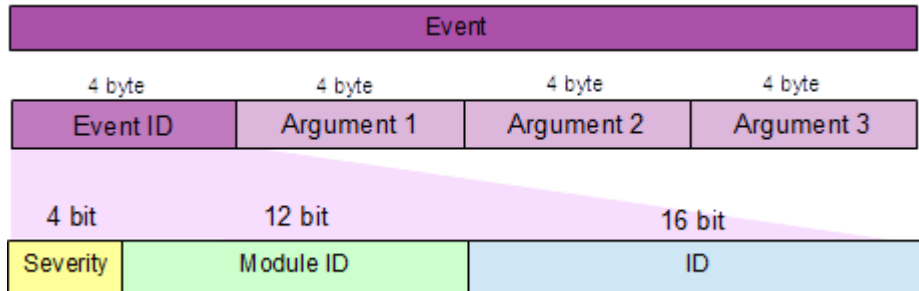 Event
4 byte 4 byte 4 byte 4 byte
Event ID Argument 1 Argument 2 Argument 3
4 bit 12 bit 16 bit
Severity Module ID ID